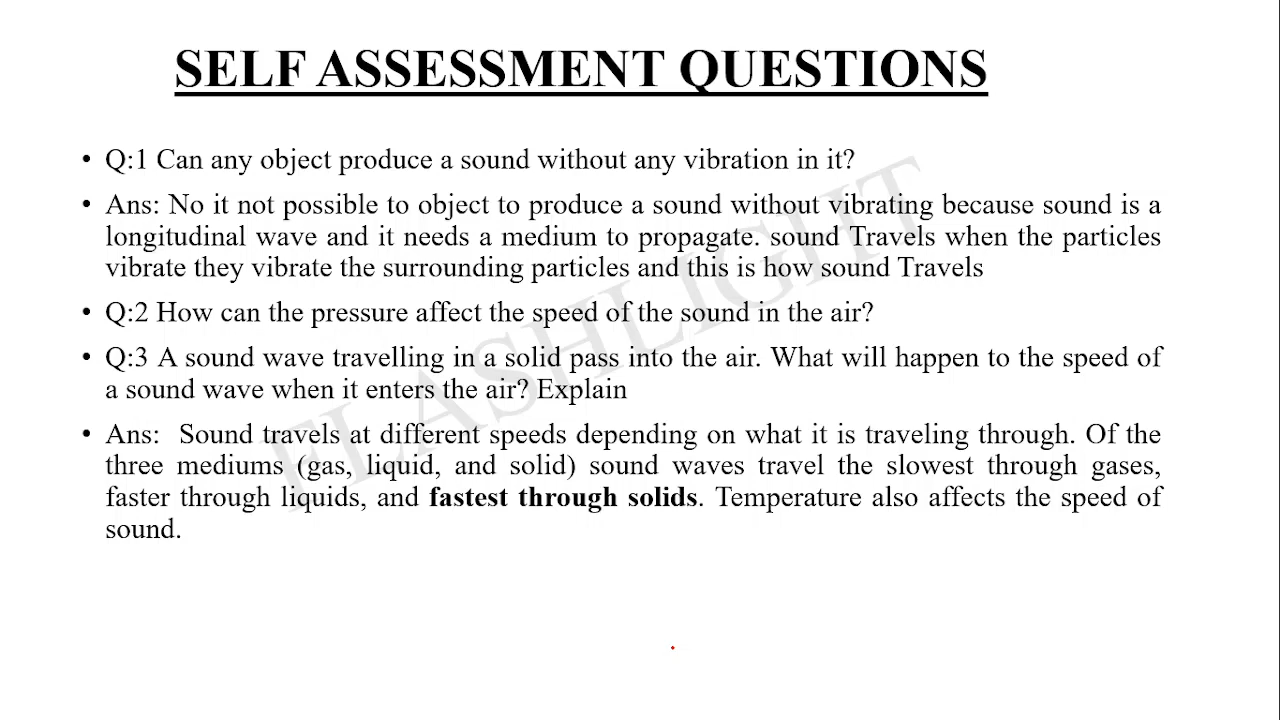 SELF ASSESSMENT QUESTIONS
• Q:1 Can any object produce a sound without any vibration in it?
• Ans: No it not possible to object to produce a sound without vibrating because sound is a
longitudinal wave and it needs a medium to propagate. sound Travels when the particles
vibrate they vibrate the surrounding particles and this is how sound Travels
• Q:2 How can the pressure affect the speed of the sound in the air?
• Q:3 A sound wave travelling in a solid pass into the air. What will happen to the speed of
a sound wave when it enters the air? Explain
• Ans: Sound travels at different speeds depending on what it is traveling through. Of the
three mediums (gas, liquid, and solid) sound waves travel the slowest through gases,
faster through liquids, and fastest through solids. Temperature also affects the speed of
sound.
FLASHLIGHT